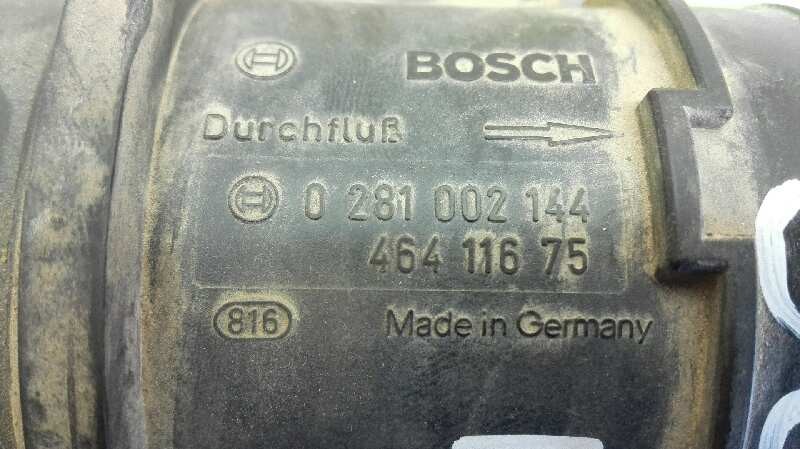 BOSCH
Durchfluß
0 281 002 144
464 116 75
816
Made in Germany